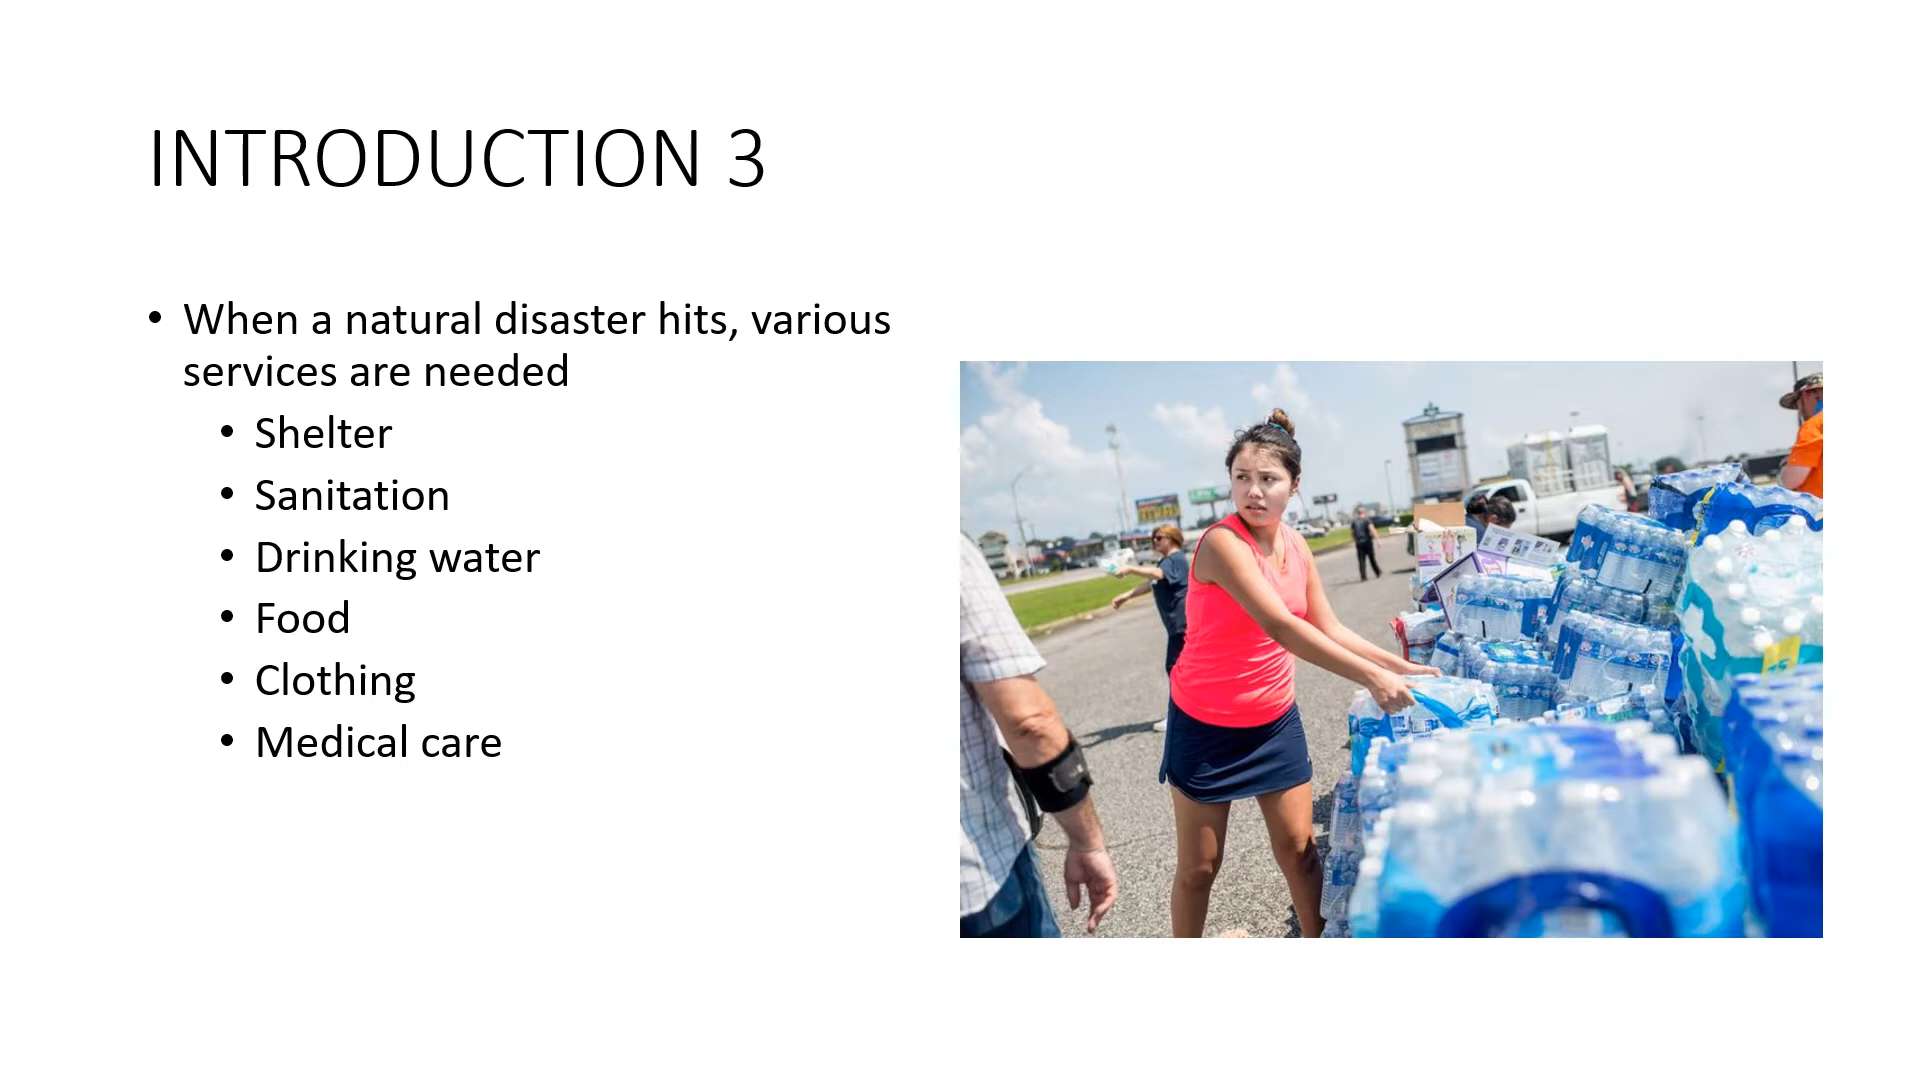 INTRODUCTION 3
• When a natural disaster hits, various
services are needed
• Shelter
• Sanitation
• Drinking water
• Food
• Clothing
• Medical care